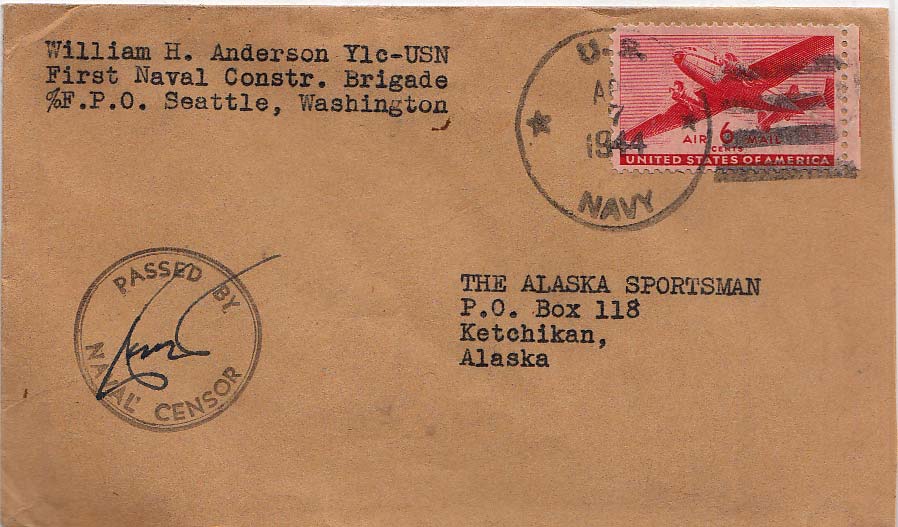 William H. Anderson Y1c-USN
First Naval Constr. Brigade
%F.P.O. Seattle, Washington
U.S.
7
1944
NAVY
AIR 6 MAIL
CENTS
UNITED STATES OF AMERICA
THE ALASKA SPORTSMAN
P.O. Box 118
Ketchikan,
Alaska
PASSED BY
NAVAL CENSOR